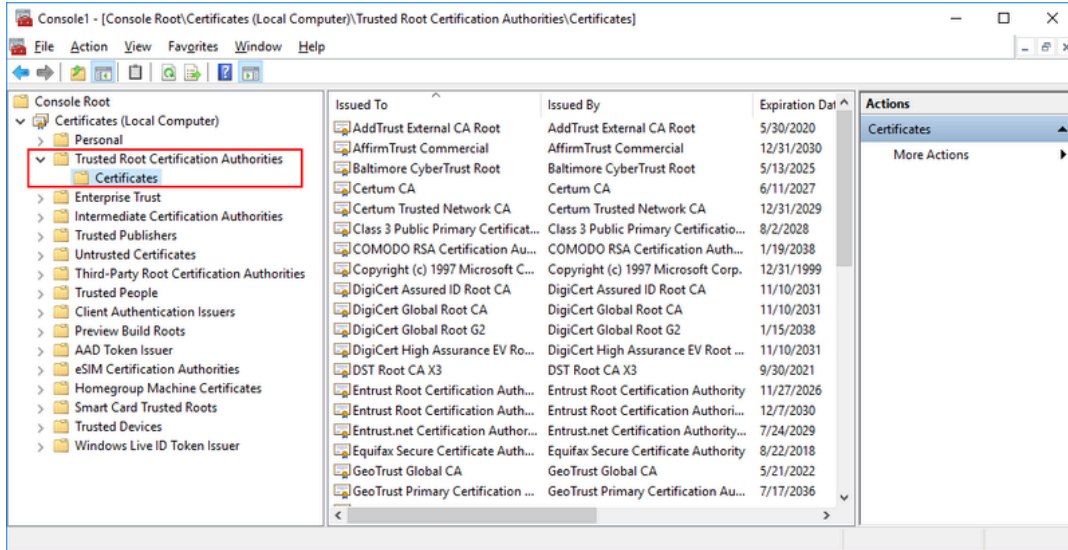 Console1 - [Console Root\Certificates (Local Computer)\Trusted Root Certification Authorities\Certificates]
File Action View Favorites Window Help
Console Root
Certificates (Local Computer)
Personal
Trusted Root Certification Authorities
Certificates
Enterprise Trust
Intermediate Certification Authorities
Trusted Publishers
Untrusted Certificates
Third-Party Root Certification Authorities
Trusted People
Client Authentication Issuers
Preview Build Roots
AAD Token Issuer
eSIM Certification Authorities
Homegroup Machine Certificates
Smart Card Trusted Roots
Trusted Devices
Windows Live ID Token Issuer
Issued To Issued By Expiration Dat
AddTrust External CA Root AddTrust External CA Root 5/30/2020
AffirmTrust Commercial AffirmTrust Commercial 12/31/2030
Baltimore CyberTrust Root Baltimore CyberTrust Root 5/13/2025
Certum CA Certum CA 6/11/2027
Certum Trusted Network CA Certum Trusted Network CA 12/31/2029
Class 3 Public Primary Certificat... Class 3 Public Primary Certificatio... 8/2/2028
COMODO RSA Certification Au... COMODO RSA Certification Auth... 1/19/2038
Copyright (c) 1997 Microsoft C... Copyright (c) 1997 Microsoft Corp. 12/31/1999
DigiCert Assured ID Root CA DigiCert Assured ID Root CA 11/10/2031
DigiCert Global Root CA DigiCert Global Root CA 11/10/2031
DigiCert Global Root G2 DigiCert Global Root G2 1/15/2038
DigiCert High Assurance EV Ro... DigiCert High Assurance EV Root ... 11/10/2031
DST Root CA X3 DST Root CA X3 9/30/2021
Entrust Root Certification Auth... Entrust Root Certification Authority 11/27/2026
Entrust Root Certification Auth... Entrust Root Certification Authori... 12/7/2030
Entrust.net Certification Author... Entrust.net Certification Authority... 7/24/2029
Equifax Secure Certificate Auth... Equifax Secure Certificate Authority 8/22/2018
GeoTrust Global CA GeoTrust Global CA 5/21/2022
GeoTrust Primary Certification ... GeoTrust Primary Certification Au... 7/17/2036
Actions
Certificates
More Actions